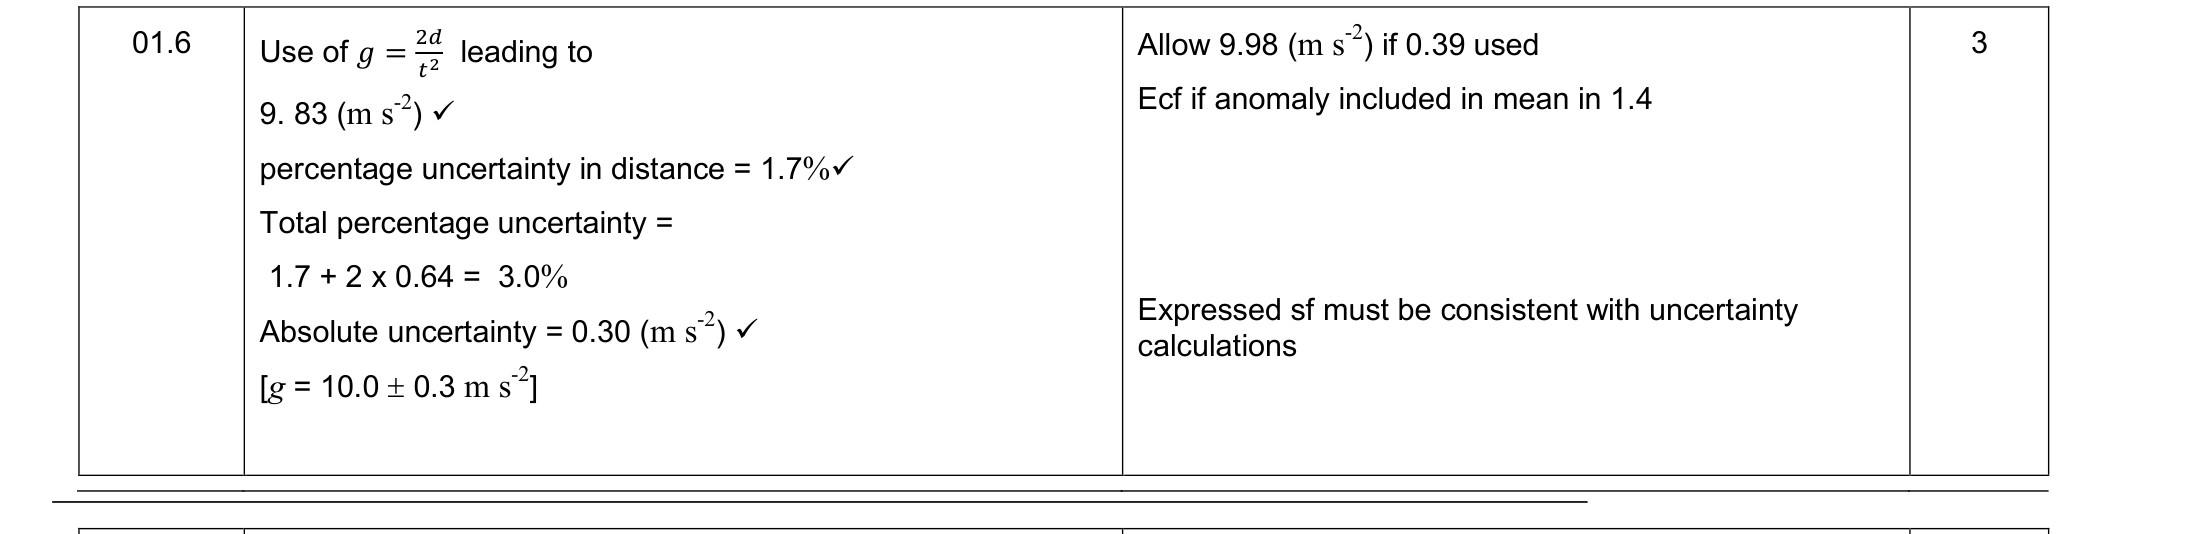 01.6
Use of g = 2d/t² leading to
9. 83 (m s⁻²) ✓
percentage uncertainty in distance = 1.7%✓
Total percentage uncertainty =
1.7 + 2 x 0.64 = 3.0%
Absolute uncertainty = 0.30 (m s⁻²) ✓
[g = 10.0 ± 0.3 m s⁻²]
Allow 9.98 (m s⁻²) if 0.39 used
Ecf if anomaly included in mean in 1.4
Expressed sf must be consistent with uncertainty
calculations
3